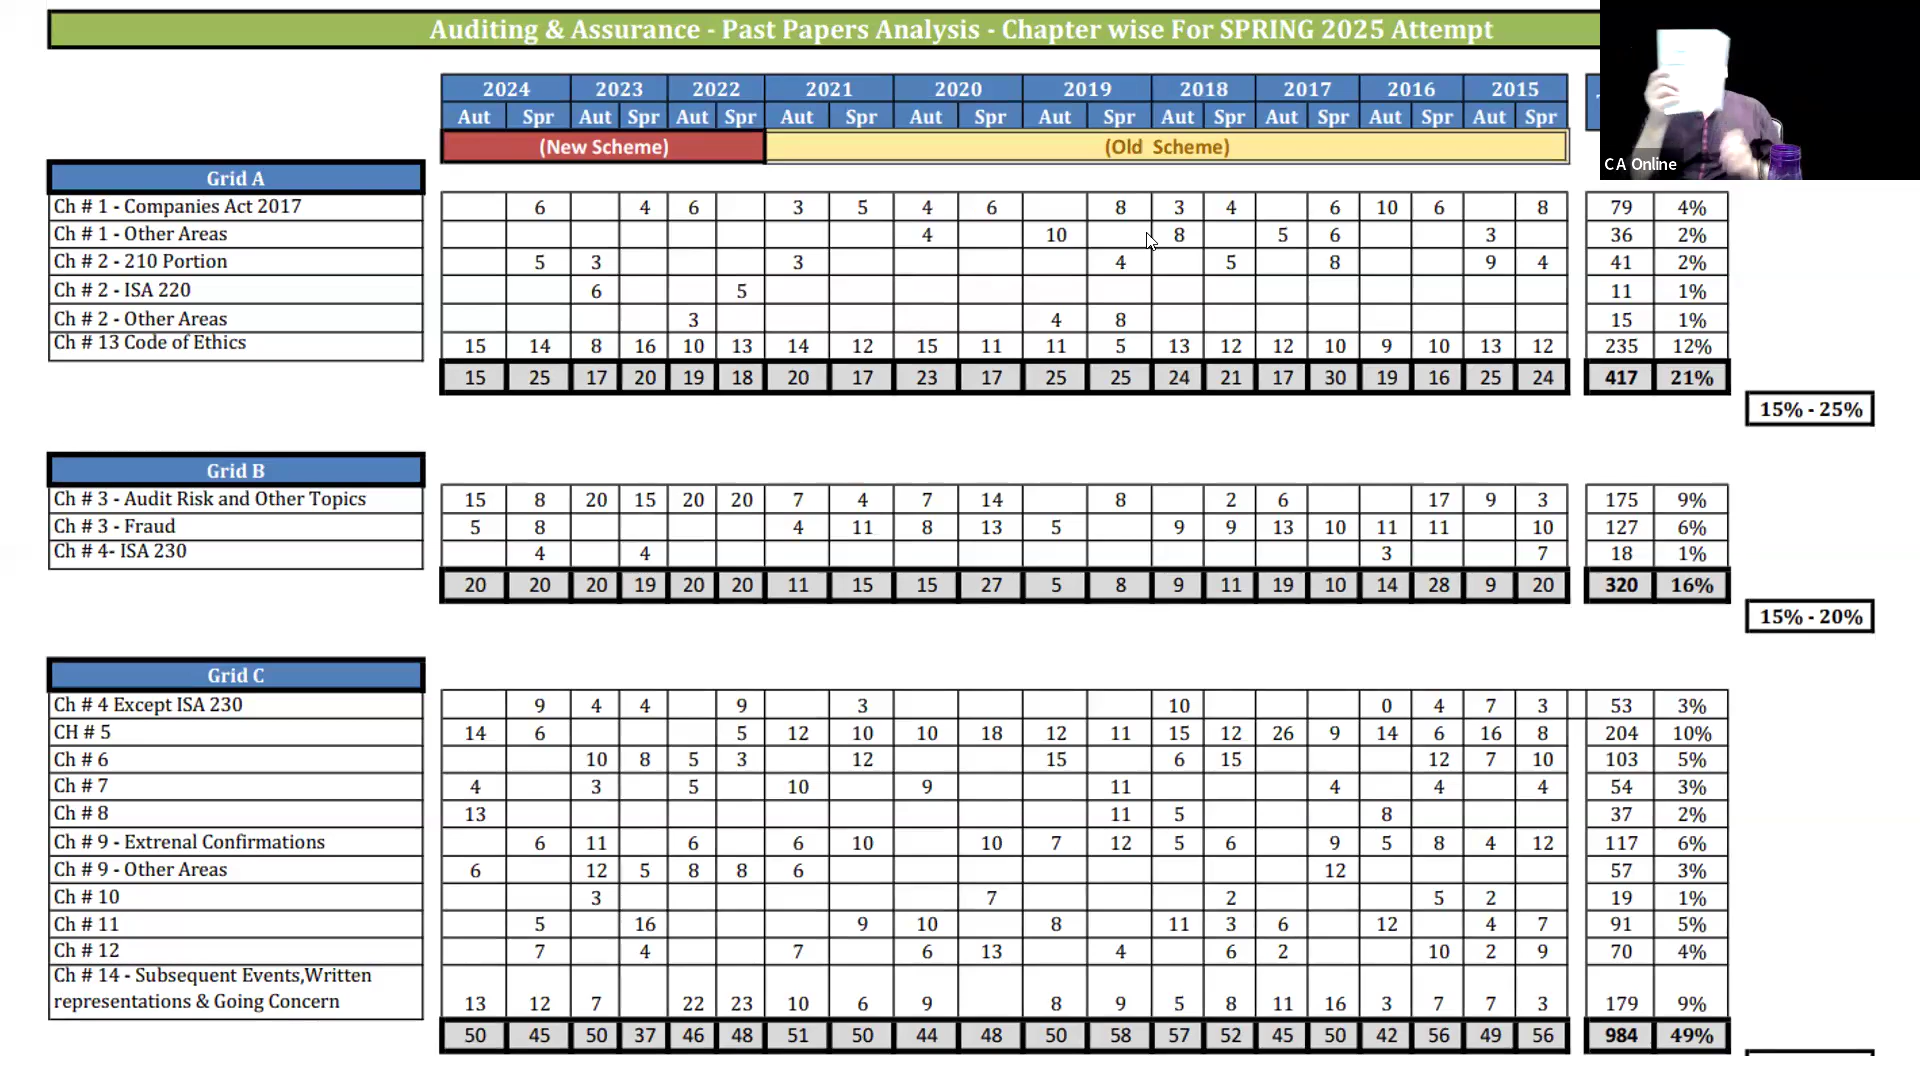 Auditing & Assurance - Past Papers Analysis - Chapter wise For SPRING 2025 Attempt
CA Online
2024 2023 2022 2021 2020 2019 2018 2017 2016 2015
Aut Spr Aut Spr Aut Spr Aut Spr Aut Spr Aut Spr Aut Spr Aut Spr Aut Spr Aut Spr
(New Scheme) (Old Scheme)
Grid A
Ch # 1 - Companies Act 2017 6 4 6 3 5 4 6 8 3 4 6 10 6 8 79 4%
Ch # 1 - Other Areas 4 10 8 5 6 3 36 2%
Ch # 2 - 210 Portion 5 3 3 4 5 8 9 4 41 2%
Ch # 2 - ISA 220 6 5 11 1%
Ch # 2 - Other Areas 3 4 8 15 1%
Ch # 13 Code of Ethics 15 14 8 16 10 13 14 12 15 11 11 5 13 12 12 10 9 10 13 12 235 12%
15 25 17 20 19 18 20 17 23 17 25 25 24 21 17 30 19 16 25 24 417 21%
15% - 25%
Grid B
Ch # 3 - Audit Risk and Other Topics 15 8 20 15 20 20 7 4 7 14 8 2 6 17 9 3 175 9%
Ch # 3 - Fraud 5 8 4 11 8 13 5 9 9 13 10 11 11 10 127 6%
Ch # 4- ISA 230 4 4 3 7 18 1%
20 20 20 19 20 20 11 15 15 27 5 8 9 11 19 10 14 28 9 20 320 16%
15% - 20%
Grid C
Ch # 4 Except ISA 230 9 4 4 9 3 10 0 4 7 3 53 3%
CH # 5 14 6 5 12 10 10 18 12 11 15 12 26 9 14 6 16 8 204 10%
Ch # 6 10 8 5 3 12 15 6 15 12 7 10 103 5%
Ch # 7 4 3 5 10 9 11 4 4 4 54 3%
Ch # 8 13 11 5 8 37 2%
Ch # 9 - Extrenal Confirmations 6 11 6 6 10 10 7 12 5 6 9 5 8 4 12 117 6%
Ch # 9 - Other Areas 6 12 5 8 8 6 12 57 3%
Ch # 10 3 7 2 5 2 19 1%
Ch # 11 5 16 9 10 8 11 3 6 12 4 7 91 5%
Ch # 12 7 4 7 6 13 4 6 2 10 2 9 70 4%
Ch # 14 - Subsequent Events,Written
representations & Going Concern 13 12 7 22 23 10 6 9 8 9 5 8 11 16 3 7 7 3 179 9%
50 45 50 37 46 48 51 50 44 48 50 58 57 52 45 50 42 56 49 56 984 49%